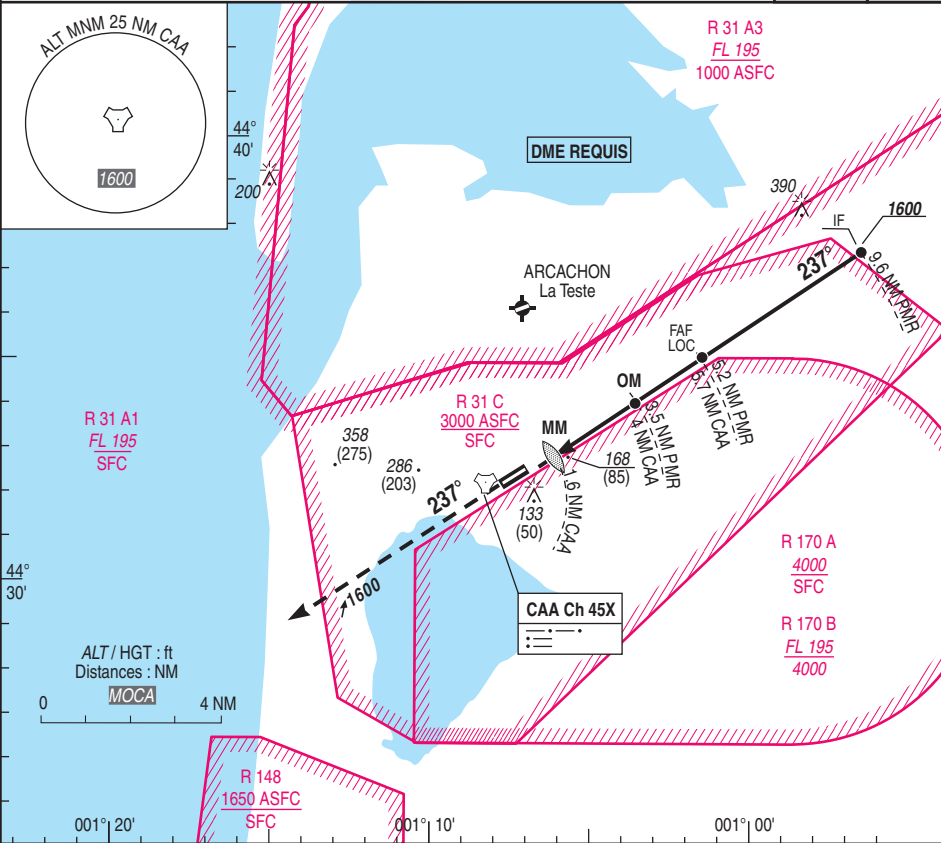 ALT MNM 25 NM CAA
1600
R 31 A3
FL 195
1000 ASFC
44°
40'
200
DME REQUIS
390
IF
1600
237°
9.6 NM PMR
ARCACHON
La Teste
FAF
LOC
5.2 NM PMR
5.7 NM CAA
OM
3.5 NM PMR
4 NM CAA
R 31 C
3000 ASFC
SFC
MM
R 31 A1
FL 195
SFC
358
(275)
286
(203)
168
(85)
1.6 NM CAA
237°
133
(50)
R 170 A
4000
SFC
44°
30'
1600
CAA Ch 45X
R 170 B
FL 195
4000
ALT / HGT : ft
Distances : NM
MOCA
0
4 NM
R 148
1650 ASFC
SFC
001° 20'
001° 10'
001° 00'